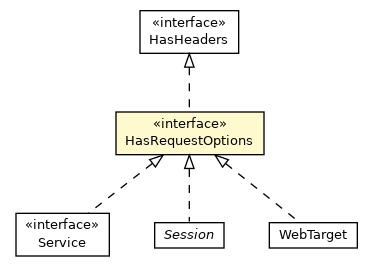 «interface»
HasHeaders
«interface»
HasRequestOptions
«interface»
Service
Session
WebTarget